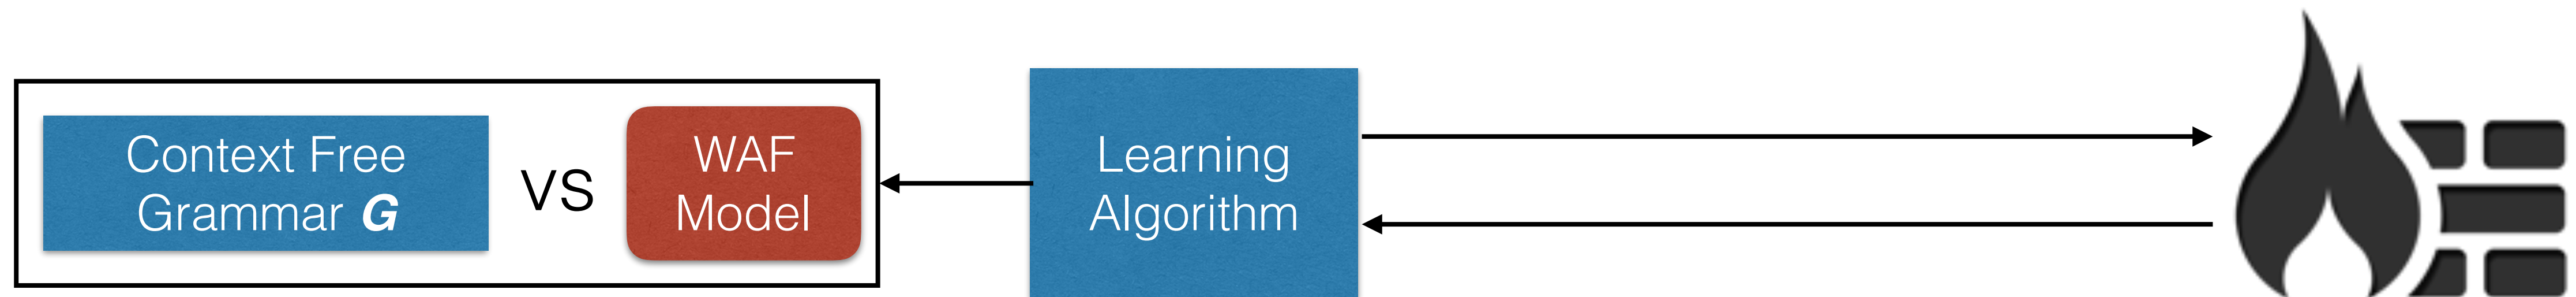 Context Free
Grammar G
VS
WAF
Model
Learning
Algorithm